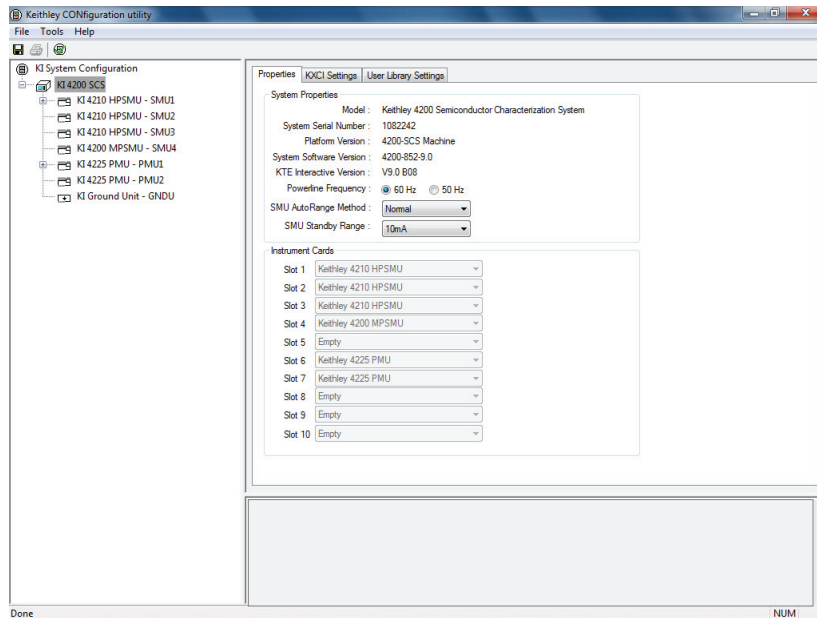 Keithley CONfiguration utility
File Tools Help
KI System Configuration
KI 4200 SCS
KI 4210 HPSMU - SMU1
KI 4210 HPSMU - SMU2
KI 4210 HPSMU - SMU3
KI 4200 MPSMU - SMU4
KI 4225 PMU - PMU1
KI 4225 PMU - PMU2
KI Ground Unit - GNDU
Properties KXCI Settings User Library Settings
System Properties
Model : Keithley 4200 Semiconductor Characterization System
System Serial Number : 1082242
Platform Version : 4200-SCS Machine
System Software Version : 4200-852-9.0
KTE Interactive Version : V9.0 B08
Powerline Frequency : 60 Hz 50 Hz
SMU AutoRange Method : Normal
SMU Standby Range : 10mA
Instrument Cards
Slot 1 Keithley 4210 HPSMU
Slot 2 Keithley 4210 HPSMU
Slot 3 Keithley 4210 HPSMU
Slot 4 Keithley 4200 MPSMU
Slot 5 Empty
Slot 6 Keithley 4225 PMU
Slot 7 Keithley 4225 PMU
Slot 8 Empty
Slot 9 Empty
Slot 10 Empty
Done NUM